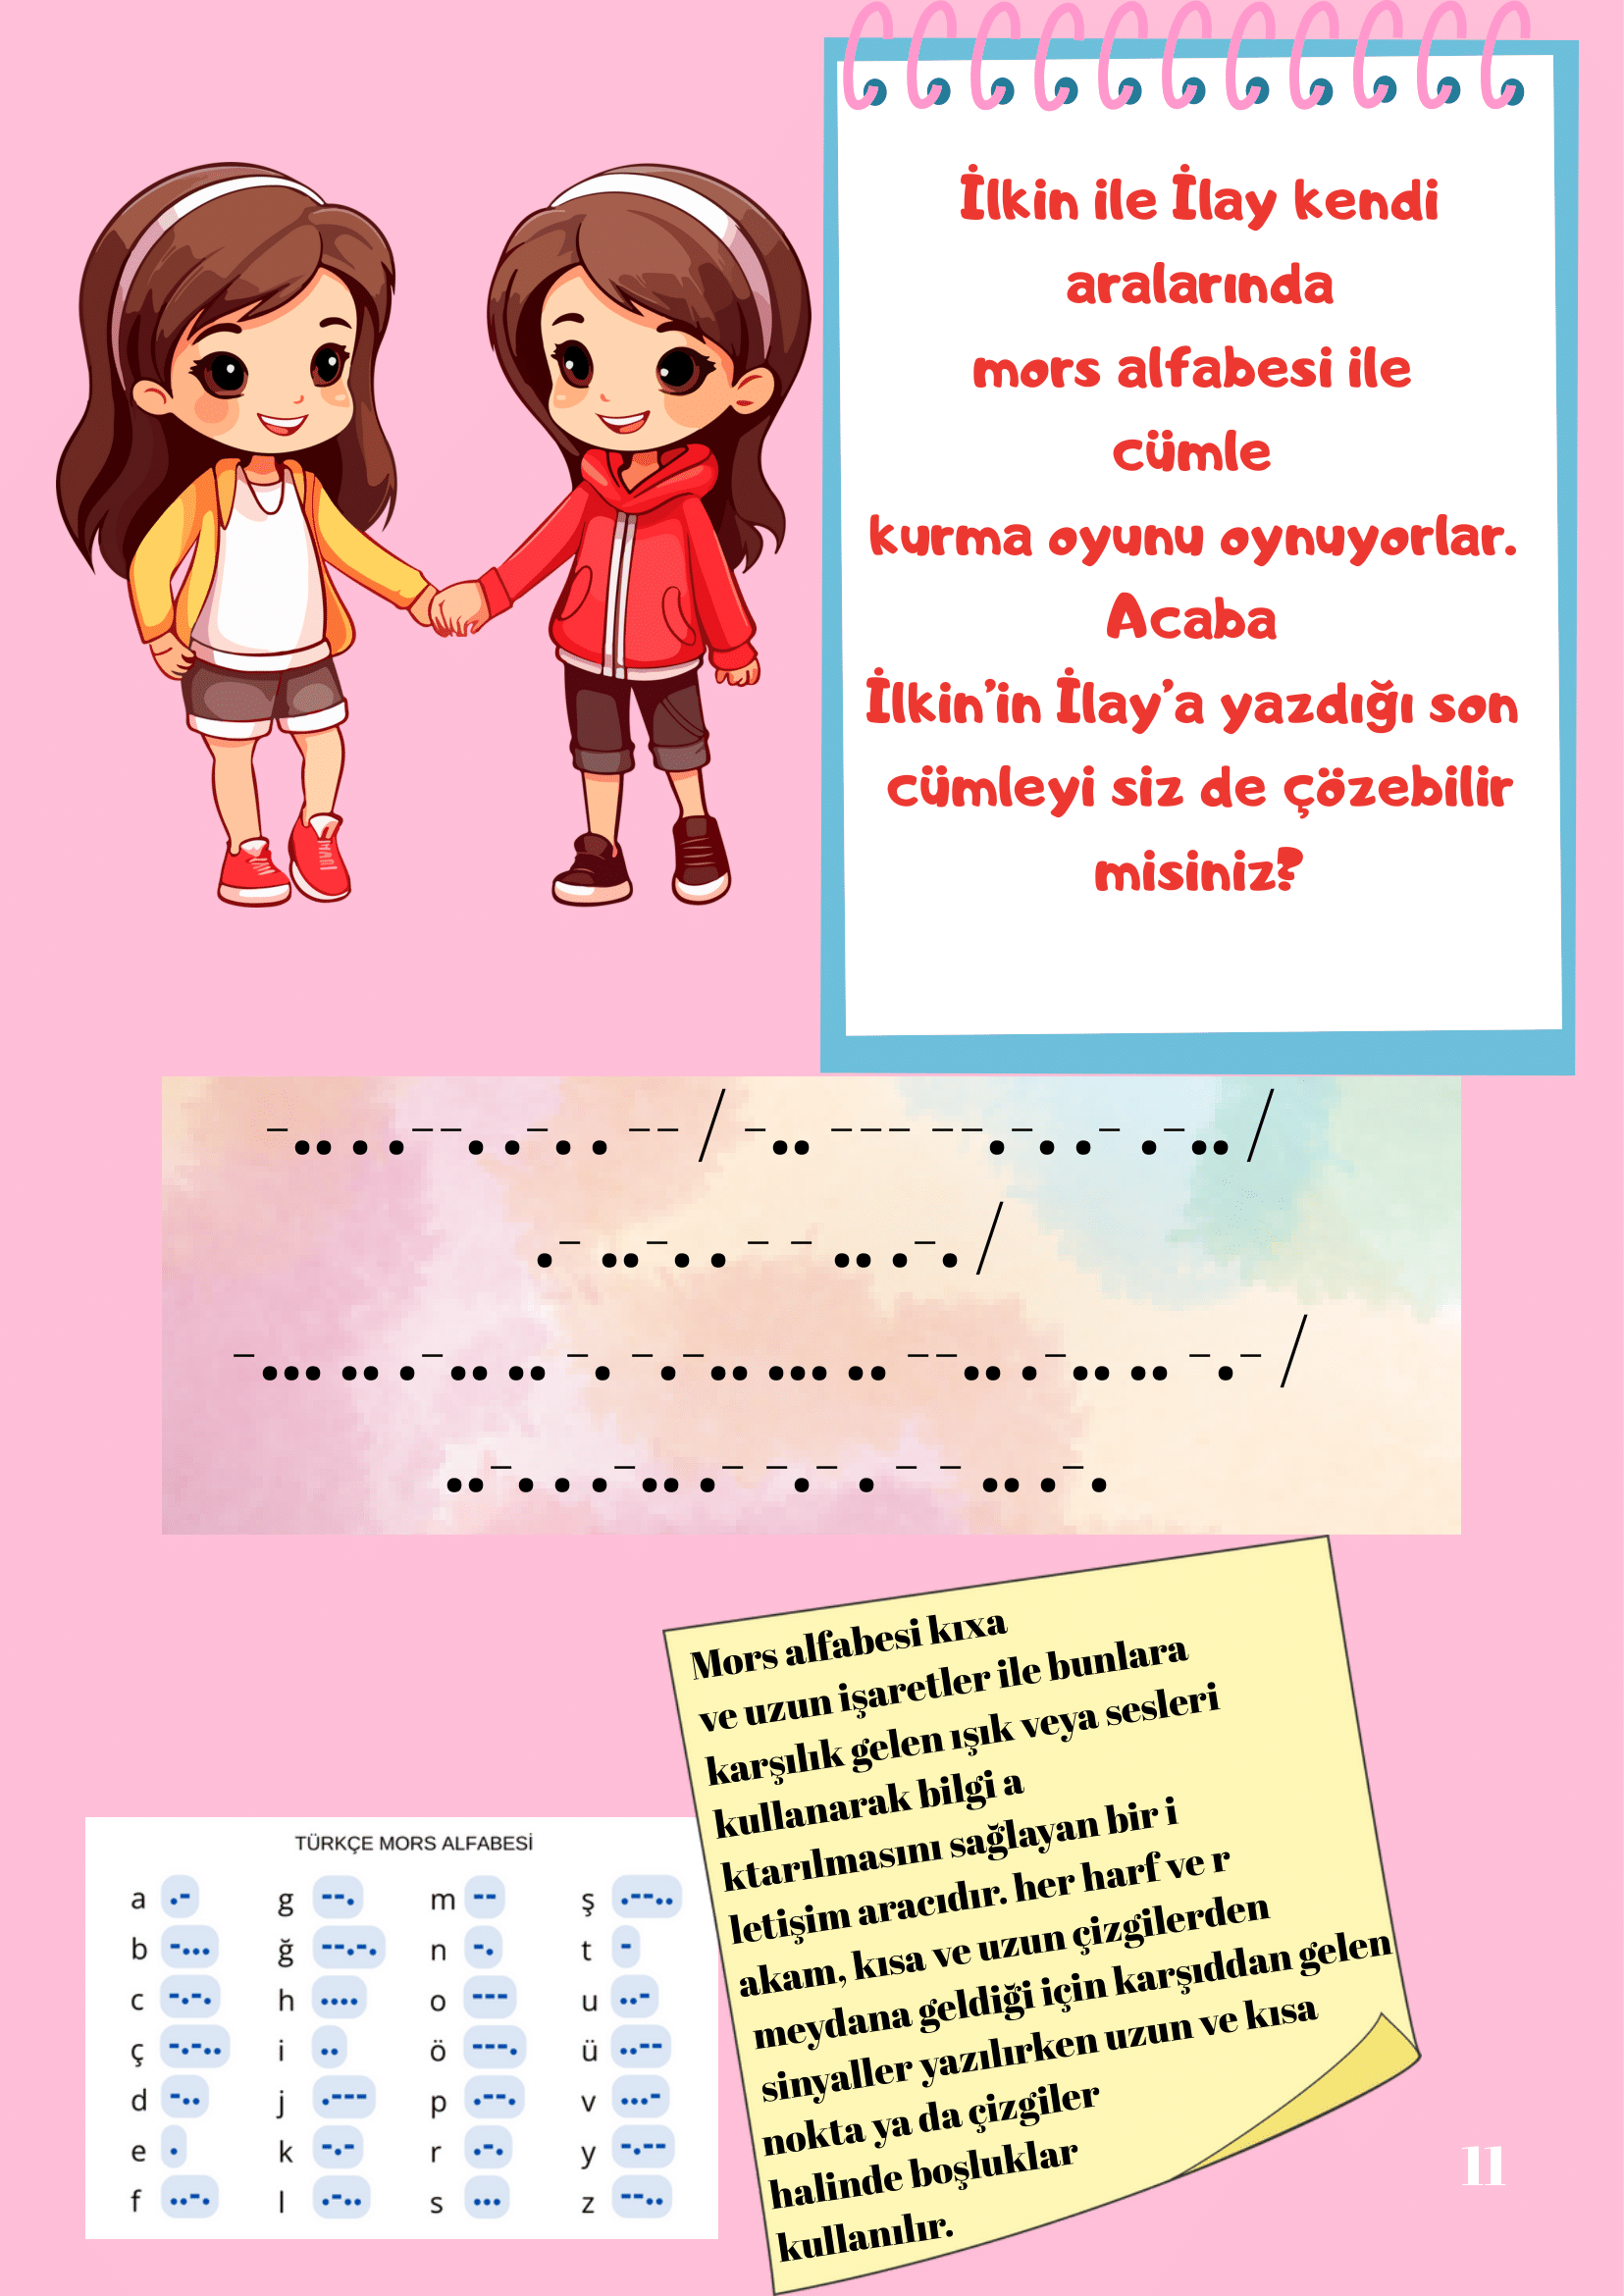 İlkin ile İlay kendi
aralarında
mors alfabesi ile
cümle
kurma oyunu oynuyorlar.
Acaba
İlkin’in İlay’a yazdığı son
cümleyi siz de çözebilir
misiniz?
-.. . .--. .-. . -- / -.. --- --. .-. .- .-.. /
.- ..-. . - .. .-. /
-... .. .-.. .. -. -.-.. ... .. --.. .-.. .. -.- /
..-. . .-.. .- -.- . - .. .-.
Mors alfabesi kıxa
ve uzun işaretler ile bunlara
karşılık gelen ışık veya sesleri
kullanarak bilgi a
ktarılmasını sağlayan bir i
letişim aracıdır. her harf ve r
akam, kısa ve uzun çizgilerden
meydana geldiği için karşıddan gelen
sinyaller yazılırken uzun ve kısa
nokta ya da çizgiler
halinde boşluklar
kullanılır.
TÜRKÇE MORS ALFABESİ
a .- g --. m -- ş .--..
b -... ğ --.-. n -. t -
c -.-. h .... o --- u ..-
ç -.-.. i .. ö ---. ü ..--
d -.. j .--- p .--. v ...-
e . k -.- r .-. y -.--
f ..-. l .-.. s ... z --..
11